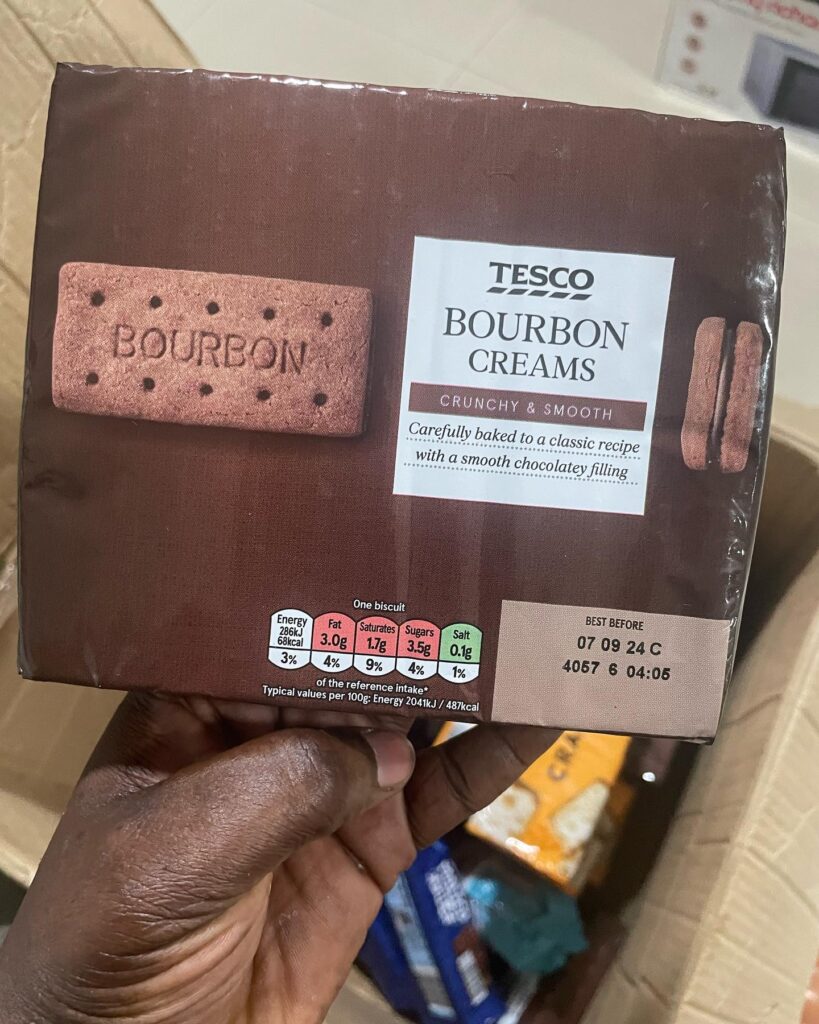 BOURBON
TESCO
BOURBON
CREAMS
CRUNCHY & SMOOTH
Carefully baked to a classic recipe
with a smooth chocolatey filling
One biscuit
Energy
286kJ
68kcal
3%
Fat
3.0g
4%
Saturates
1.7g
9%
Sugars
3.5g
4%
Salt
0.1g
1%
of the reference intake*
Typical values per 100g: Energy 2041kJ / 487kcal
BEST BEFORE
07 09 24 C
4057 6 04:05
CRA